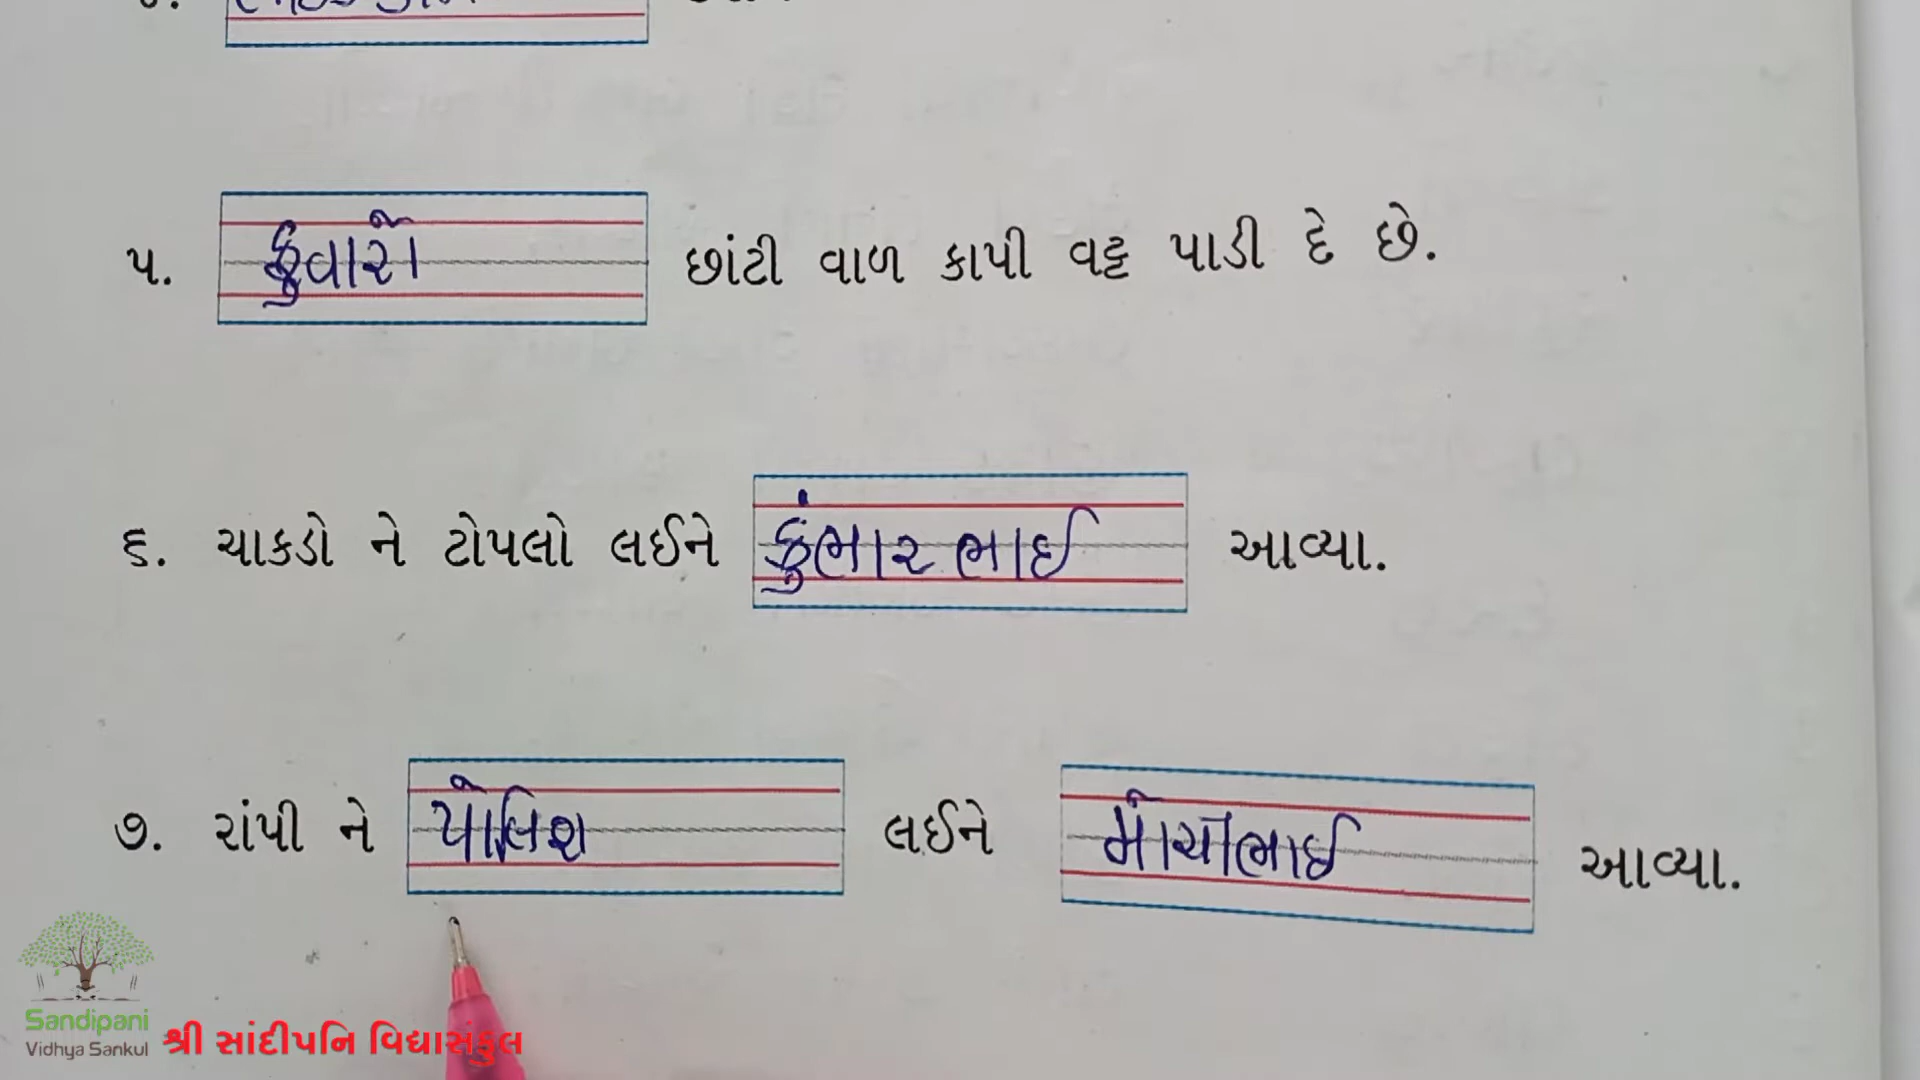 ૫. ફુવારો છાંટી વાળ કાપી વટ્ટ પાડી દે છે.
૬. ચાકડો ને ટોપલો લઈને કુંભારભાઈ આવ્યા.
૭. રાંપી ને પોલિશ લઈને મોચીભાઈ આવ્યા.
Sandipani
Vidhya Sankul
શ્રી સાંદીપનિ વિદ્યાસંકુલ